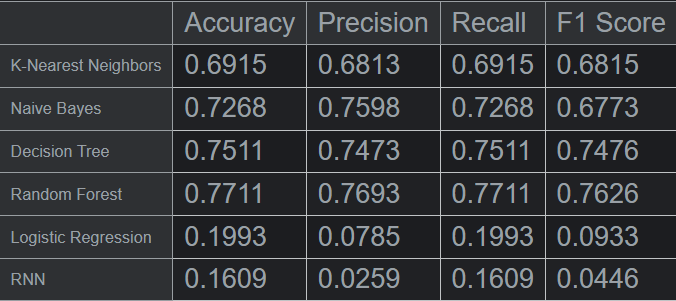 Accuracy Precision Recall F1 Score
K-Nearest Neighbors 0.6915 0.6813 0.6915 0.6815
Naive Bayes 0.7268 0.7598 0.7268 0.6773
Decision Tree 0.7511 0.7473 0.7511 0.7476
Random Forest 0.7711 0.7693 0.7711 0.7626
Logistic Regression 0.1993 0.0785 0.1993 0.0933
RNN 0.1609 0.0259 0.1609 0.0446